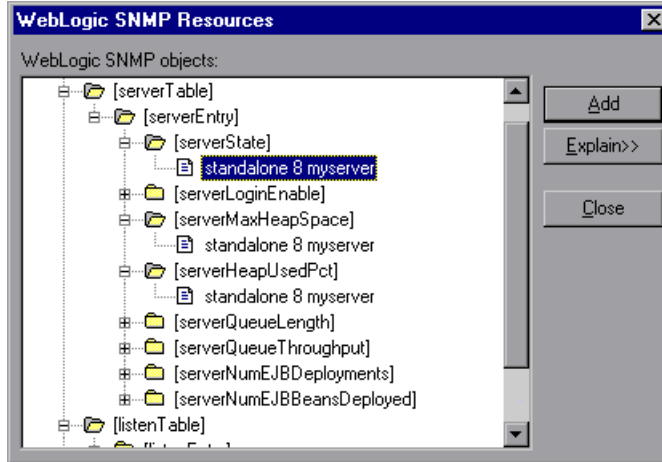 WebLogic SNMP Resources
WebLogic SNMP objects:
[serverTable]
[serverEntry]
[serverState]
standalone 8 myserver
[serverLoginEnable]
[serverMaxHeapSpace]
standalone 8 myserver
[serverHeapUsedPct]
standalone 8 myserver
[serverQueueLength]
[serverQueueThroughput]
[serverNumEJBDeployments]
[serverNumEJBBeansDeployed]
[listenTable]
Add
Explain>>
Close